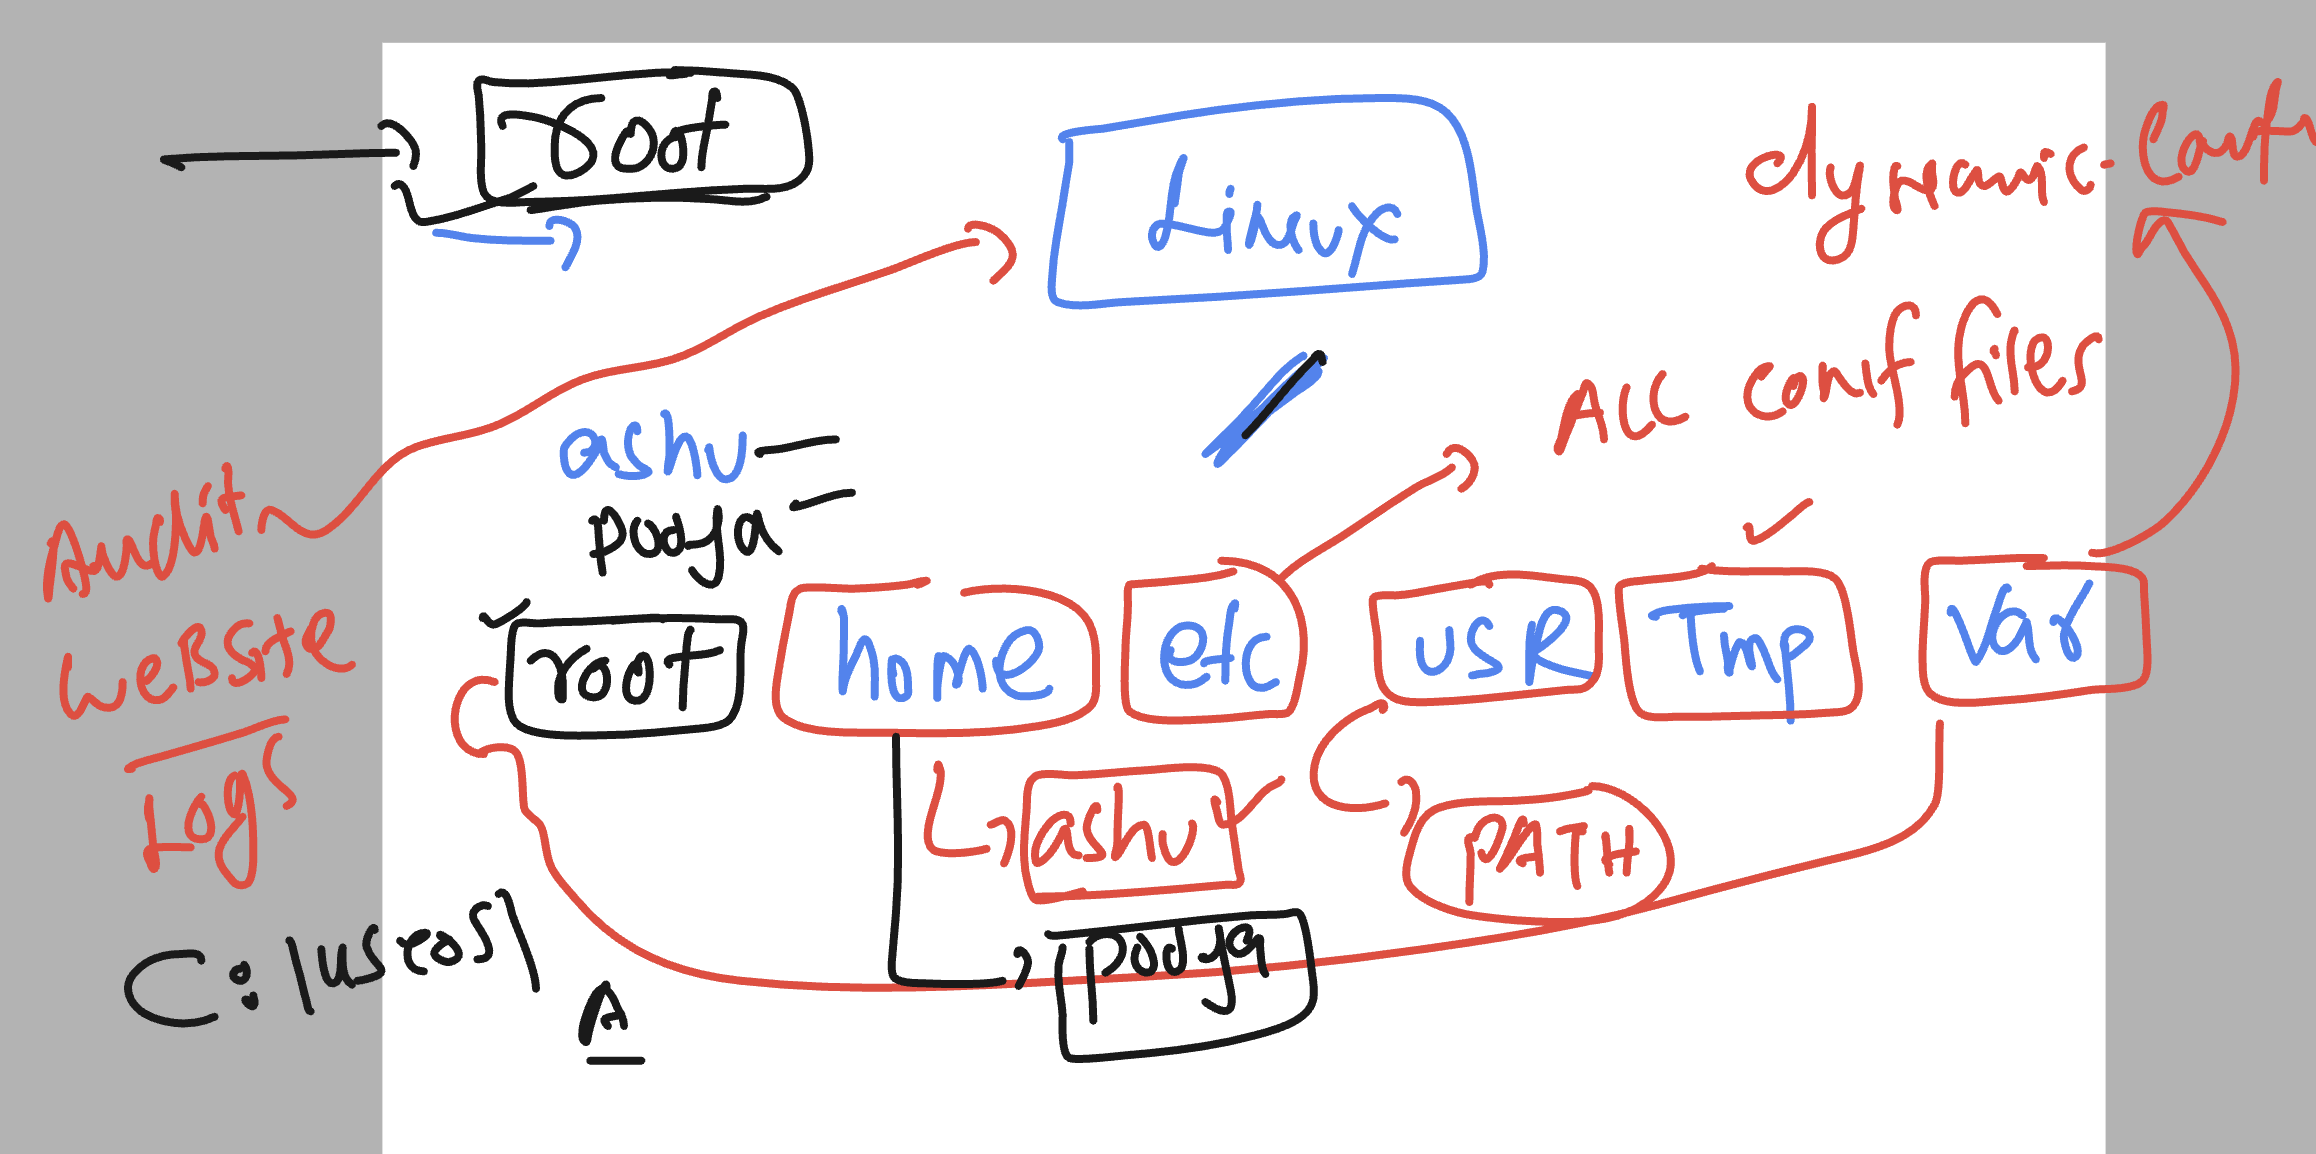 root
Linux
dynamic-
/
ALL conf files
ashu
pooja
Audit
WEBSitE
Logs
root
home
etc
USR
Tmp
Var
ashu
PATH
pooja
C:\users\
A